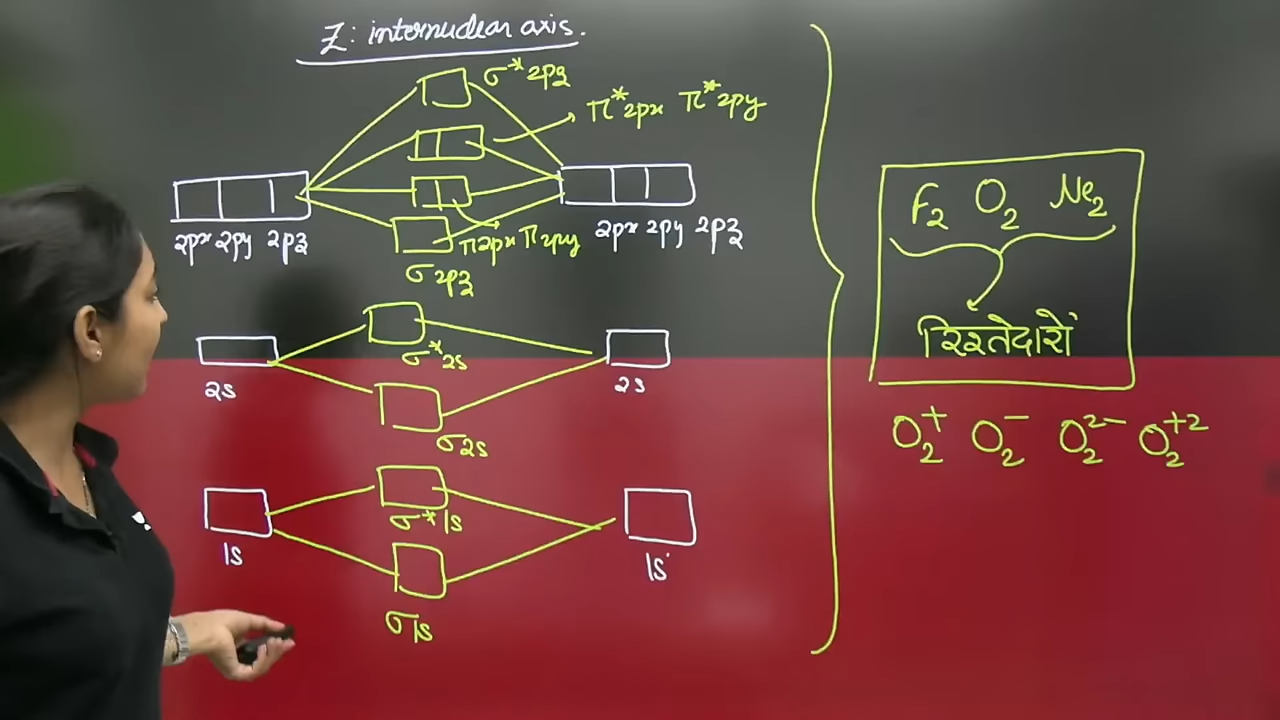 Z: internuclear axis.
σ*2pz
π*2px π*2py
2px 2py 2pz
π2px π2py
2px 2py 2pz
σ2pz
σ*2s
2s
2s
σ2s
σ*1s
1s
1s
σ1s
F₂ O₂ Ne₂
रिश्तेदारों
O₂⁺ O₂⁻ O₂²⁻ O₂⁺²